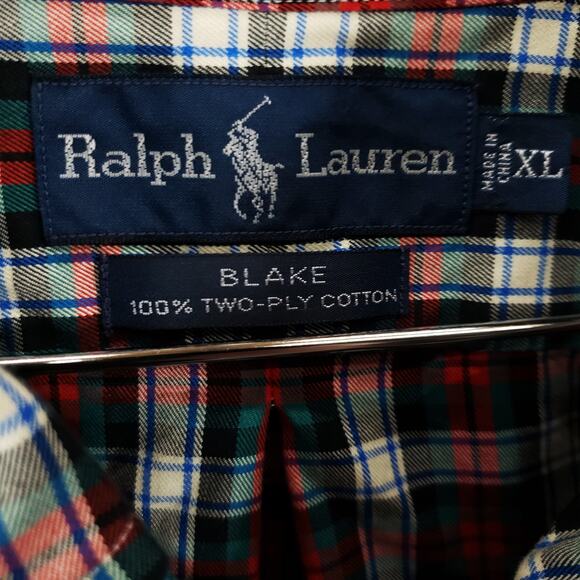 Ralph Lauren
MADE IN
CHINA
XL
BLAKE
100% TWO-PLY COTTON